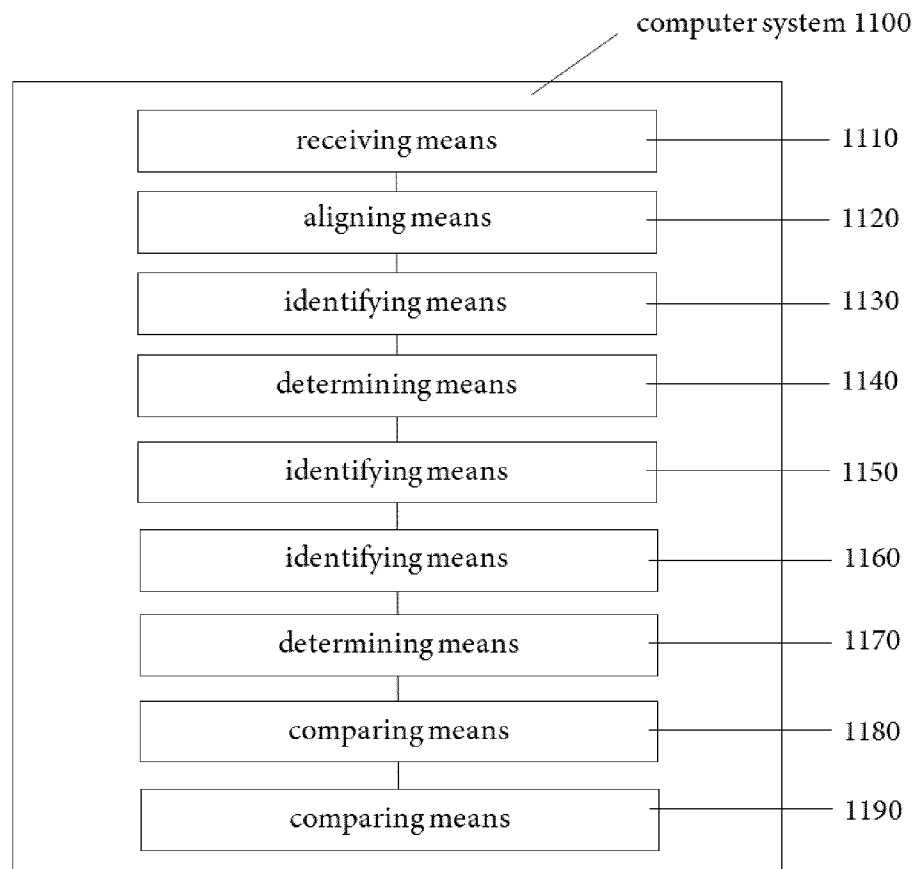 computer system 1100
receiving means 1110
aligning means 1120
identifying means 1130
determining means 1140
identifying means 1150
identifying means 1160
determining means 1170
comparing means 1180
comparing means 1190